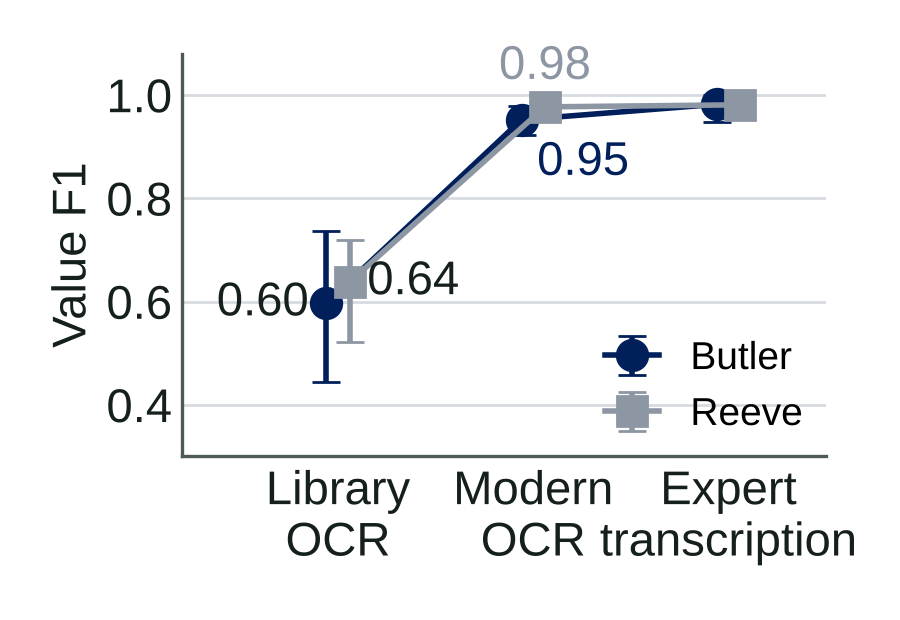 0.98
1.0
0.95
0.8
Value F1
0.64
0.60
0.6
Butler
0.4
Reeve
Library Modern Expert
OCR OCR transcription